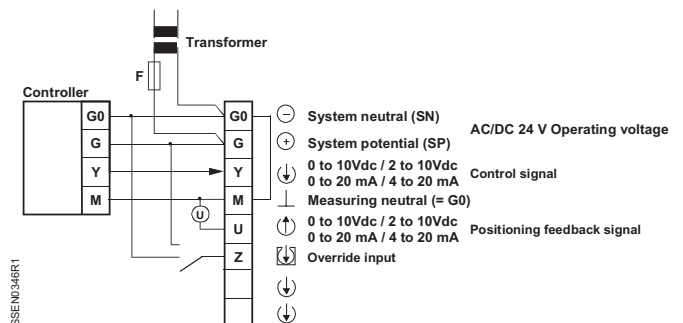 Transformer
F
Controller
G0
G
Y
M
G0
G
Y
M
U
Z
U
System neutral (SN)
System potential (SP)
AC/DC 24 V Operating voltage
0 to 10Vdc / 2 to 10Vdc
0 to 20 mA / 4 to 20 mA
Control signal
Measuring neutral (= G0)
0 to 10Vdc / 2 to 10Vdc
0 to 20 mA / 4 to 20 mA
Positioning feedback signal
Override input